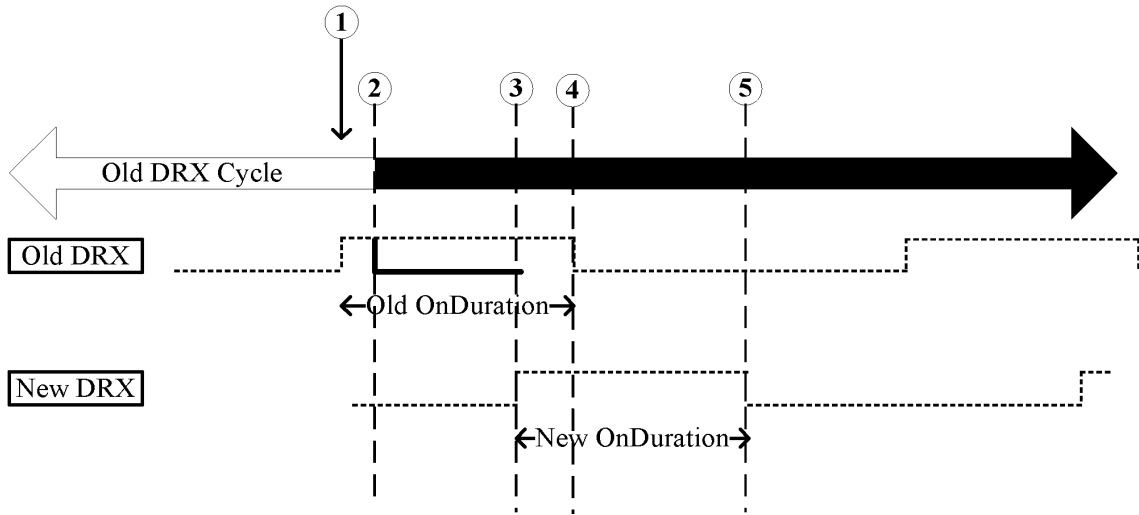 1
2 3 4 5
Old DRX Cycle
Old DRX
Old OnDuration
New DRX
New OnDuration